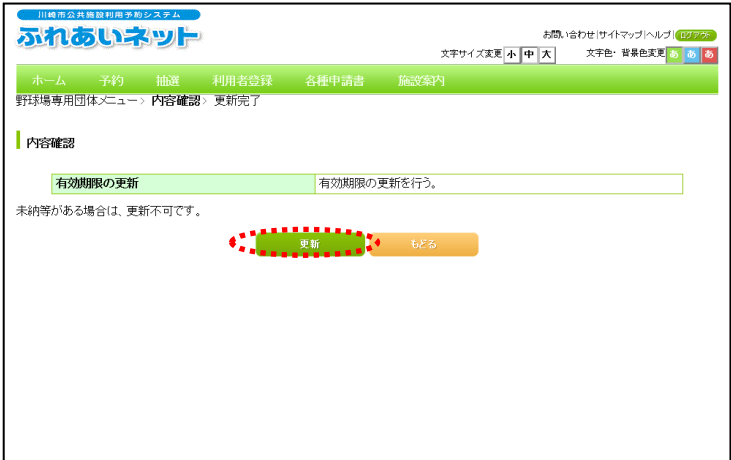 川崎市公共施設利用予約システム
ふれあいネット
お問い合わせ|サイトマップ|ヘルプ|ログアウト
文字サイズ変更 小 中 大 文字色・背景色変更 あ あ あ
ホーム 予約 抽選 利用者登録 各種申請書 施設案内
野球場専用団体メニュー> 内容確認> 更新完了
内容確認
有効期限の更新 有効期限の更新を行う。
未納等がある場合は、更新不可です。
更新 もどる